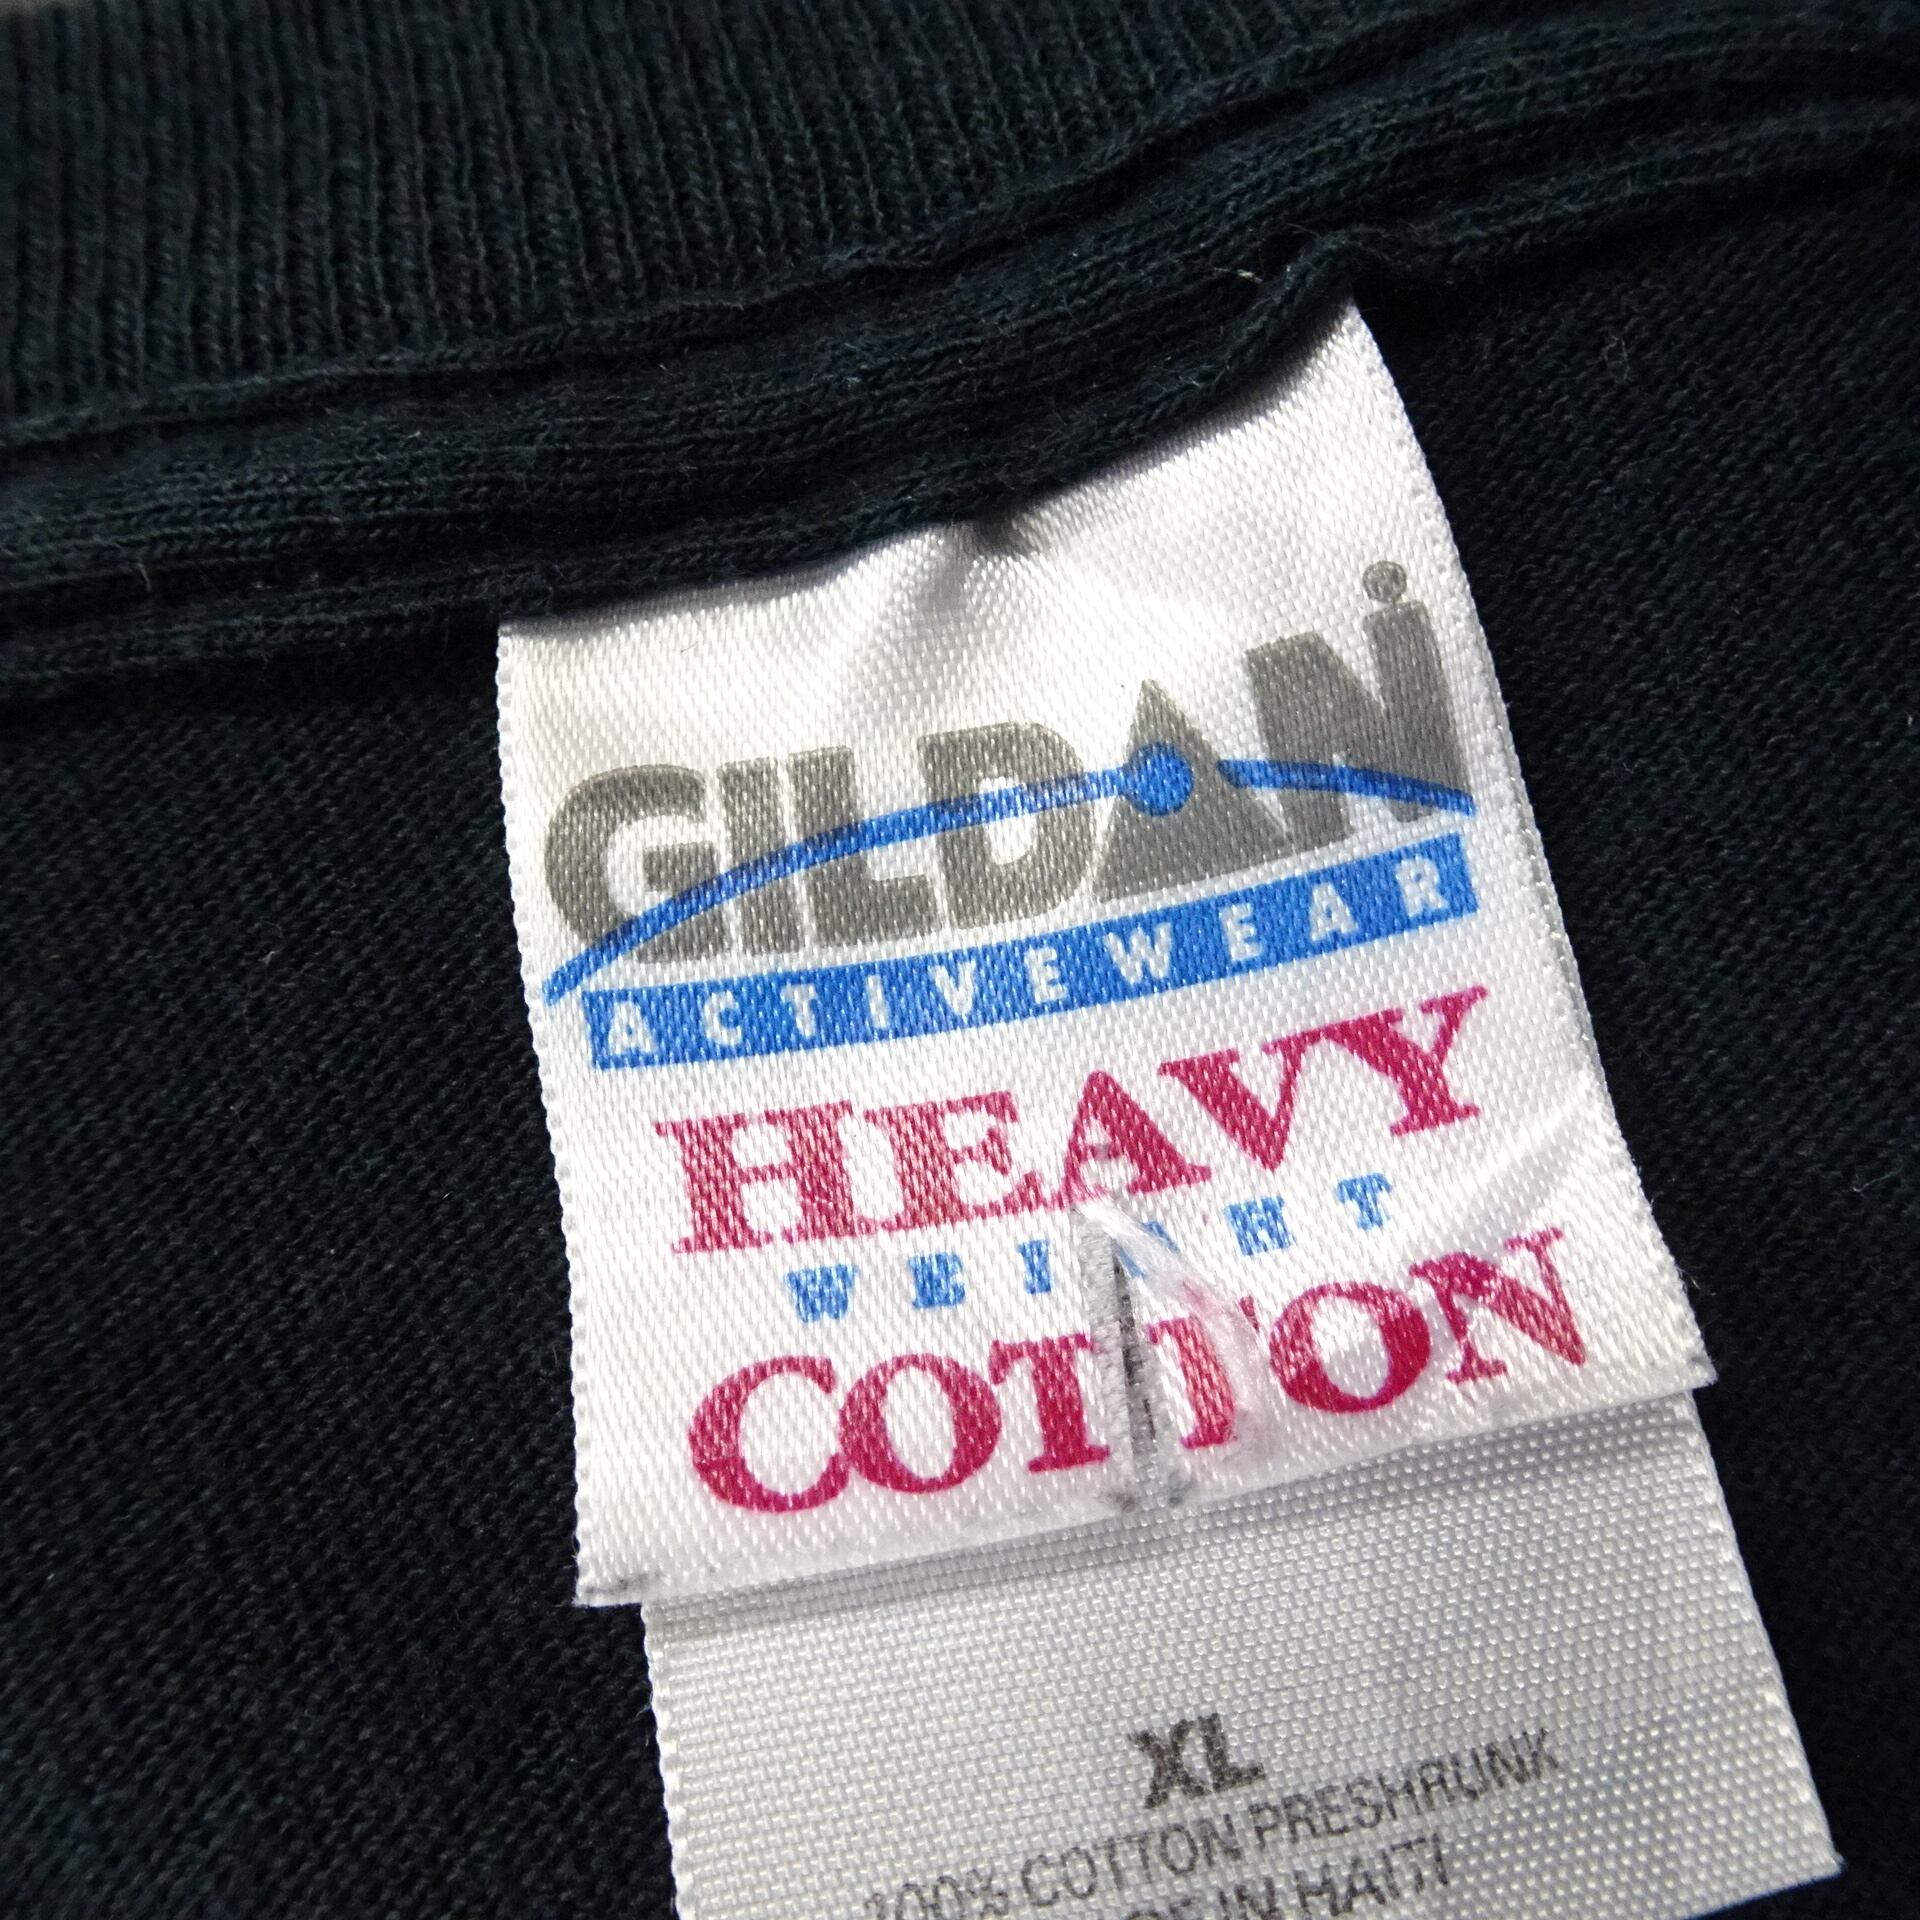 GILDAN
ACTIVEWEAR
HEAVY
WEIGHT
COTTON
XL
100% COTTON PRESHRUNK
IN HAITI